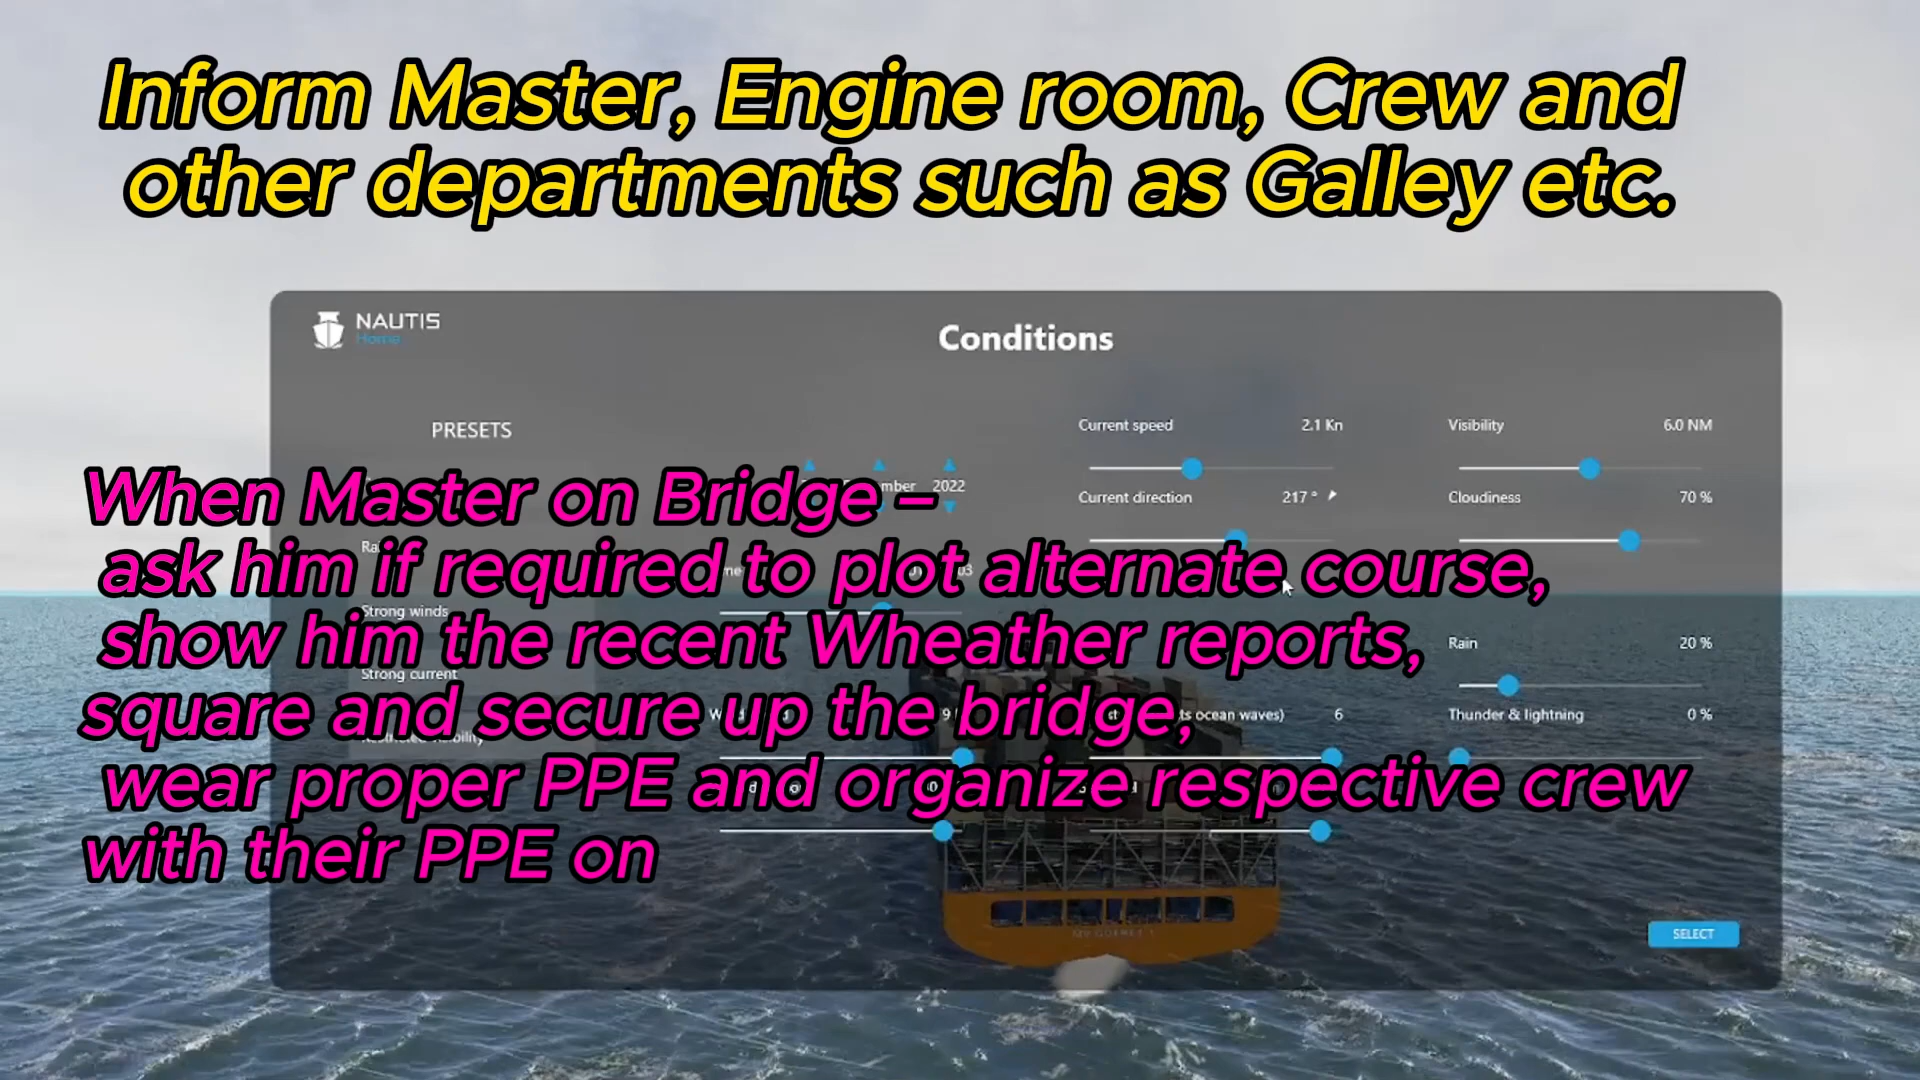 Inform Master, Engine room, Crew and
other departments such as Galley etc.
NAUTIS
Home
Conditions
PRESETS
Current speed 2.1 Kn
Visibility 6.0 NM
2022
Current direction 217 °
Cloudiness 70 %
When Master on Bridge –
ask him if required to plot alternate course,
Strong winds
show him the recent Wheather reports,
Rain 20 %
Strong current
square and secure up the bridge,
ts ocean waves) 6
Thunder & lightning 0 %
Restricted visibility
wear proper PPE and organize respective crew
with their PPE on
SELECT